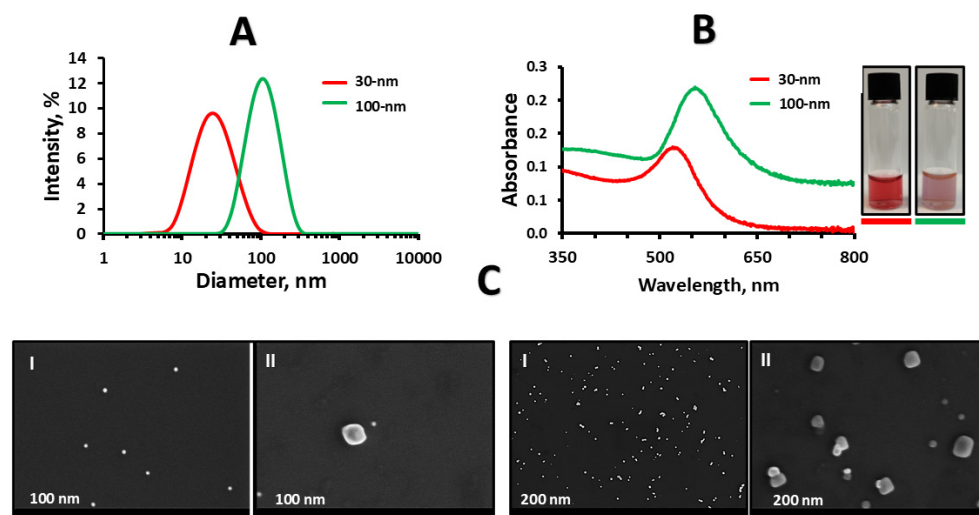 A
Intensity, %
14
12
10
8
6
4
2
0
1 10 100 1000 10000
Diameter, nm
30-nm
100-nm
B
Absorbance
0.3
0.2
0.2
0.1
0.1
0.0
350 500 650 800
Wavelength, nm
30-nm
100-nm
C
I
100 nm
II
100 nm
I
200 nm
II
200 nm